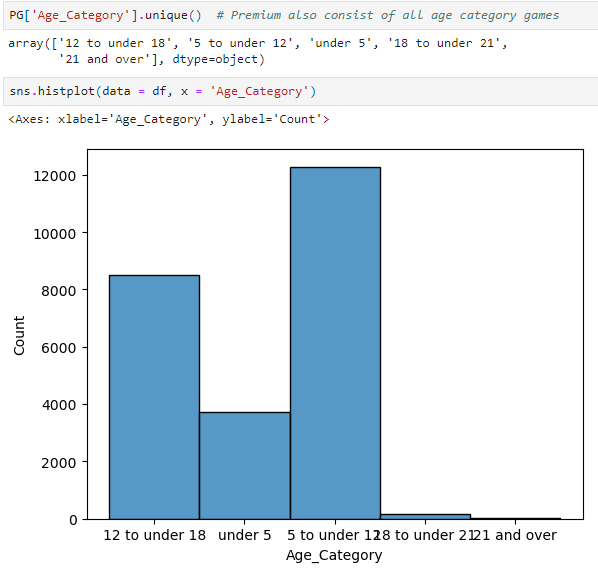 PG['Age_Category'].unique()  # Premium also consist of all age category games
array(['12 to under 18', '5 to under 12', 'under 5', '18 to under 21',
       '21 and over'], dtype=object)
sns.histplot(data = df, x = 'Age_Category')
<Axes: xlabel='Age_Category', ylabel='Count'>
12000
10000
8000
6000
4000
2000
0
Count
12 to under 18 under 5 5 to under 12 18 to under 21 21 and over
Age_Category